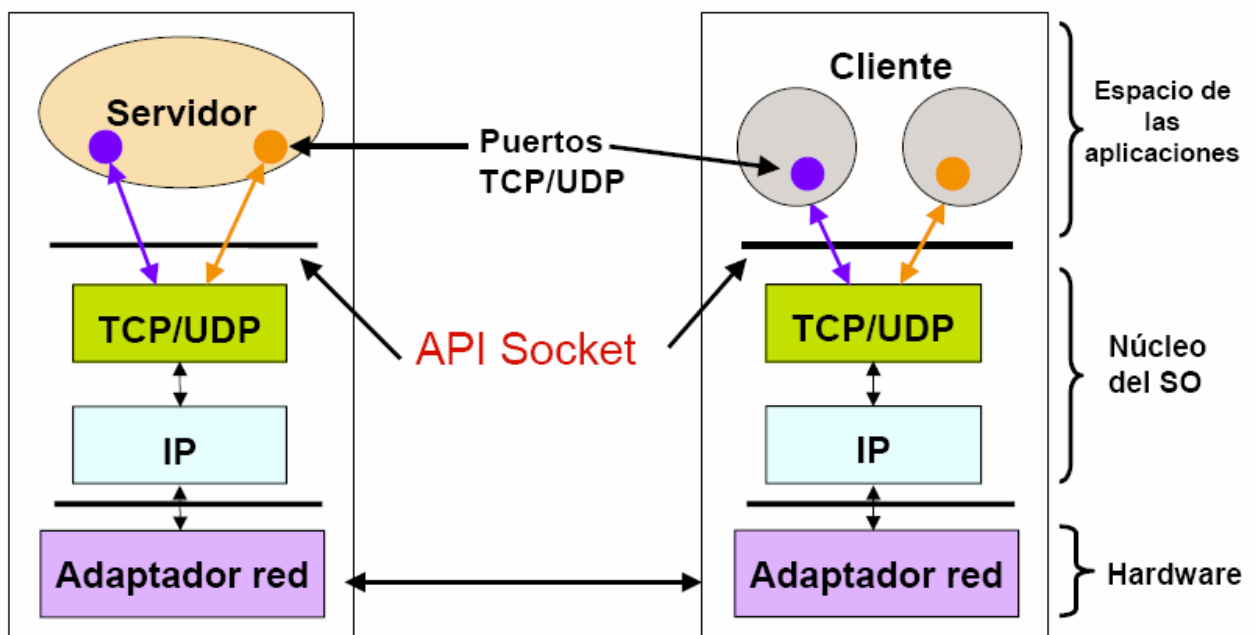 Servidor
Puertos
TCP/UDP
Cliente
Espacio de
las
aplicaciones
TCP/UDP
API Socket
TCP/UDP
Núcleo
del SO
IP
IP
Adaptador red
Adaptador red
Hardware